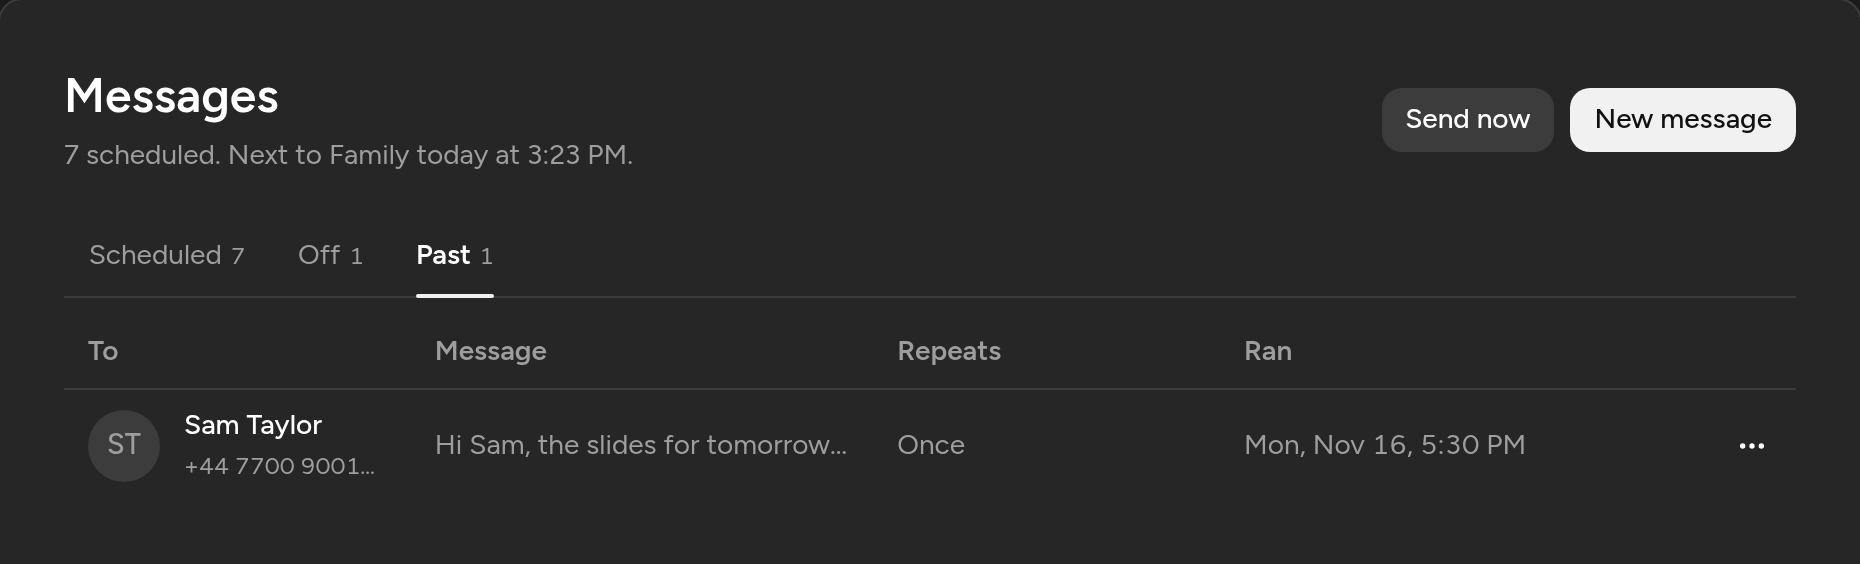 Messages
7 scheduled. Next to Family today at 3:23 PM.
Send now
New message
Scheduled 7
Off 1
Past 1
To
Message
Repeats
Ran
ST
Sam Taylor
+44 7700 9001...
Hi Sam, the slides for tomorrow...
Once
Mon, Nov 16, 5:30 PM